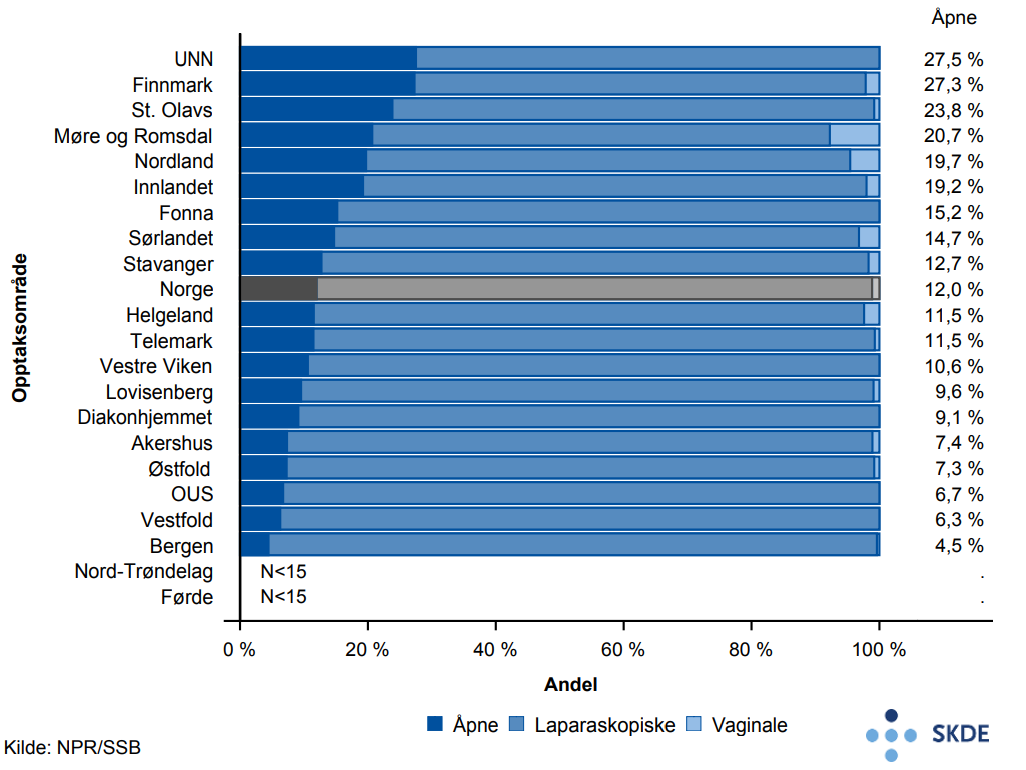 Åpne
UNN 27,5 %
Finnmark 27,3 %
St. Olavs 23,8 %
Møre og Romsdal 20,7 %
Nordland 19,7 %
Innlandet 19,2 %
Fonna 15,2 %
Sørlandet 14,7 %
Stavanger 12,7 %
Norge 12,0 %
Helgeland 11,5 %
Telemark 11,5 %
Vestre Viken 10,6 %
Lovisenberg 9,6 %
Diakonhjemmet 9,1 %
Akershus 7,4 %
Østfold 7,3 %
OUS 6,7 %
Vestfold 6,3 %
Bergen 4,5 %
Nord-Trøndelag N<15 .
Førde N<15 .
Opptaksområde
0 % 20 % 40 % 60 % 80 % 100 %
Andel
Åpne Laparaskopiske Vaginale
SKDE
Kilde: NPR/SSB